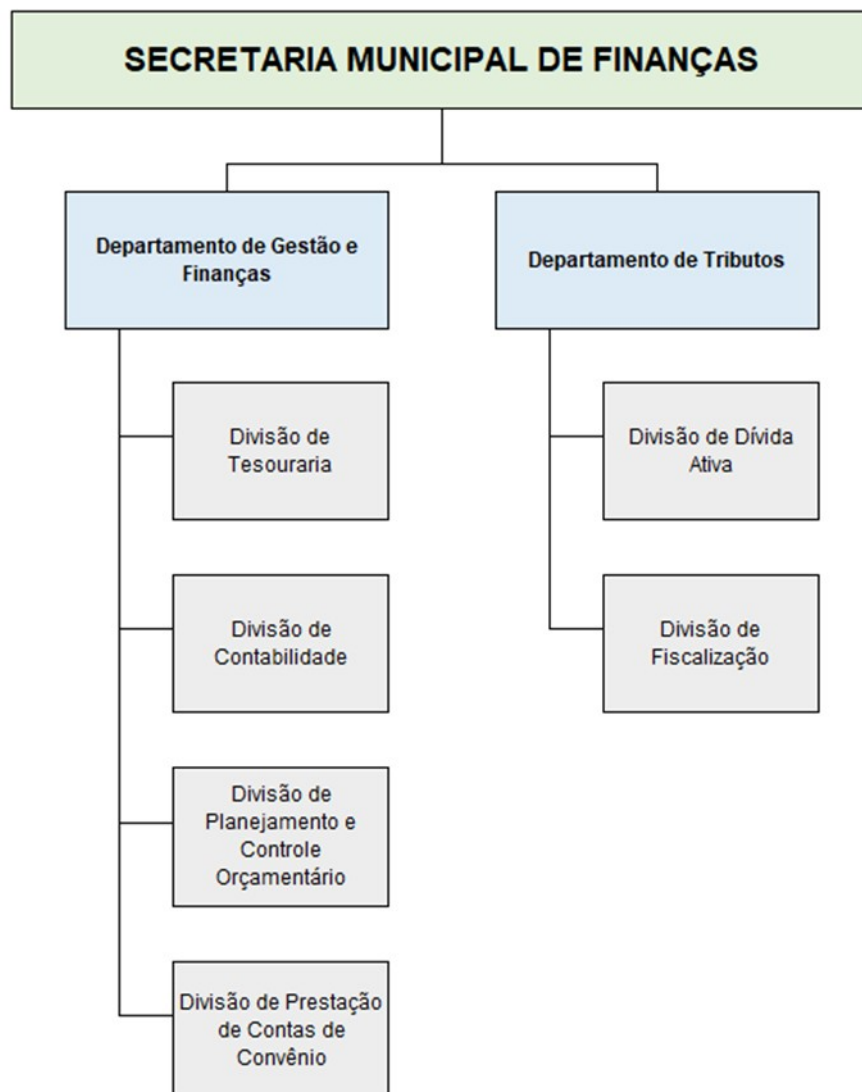 SECRETARIA MUNICIPAL DE FINANÇAS
Departamento de Gestão e
Finanças
Departamento de Tributos
Divisão de
Tesouraria
Divisão de Dívida
Ativa
Divisão de
Contabilidade
Divisão de
Fiscalização
Divisão de
Planejamento e
Controle
Orçamentário
Divisão de Prestação
de Contas de
Convênio